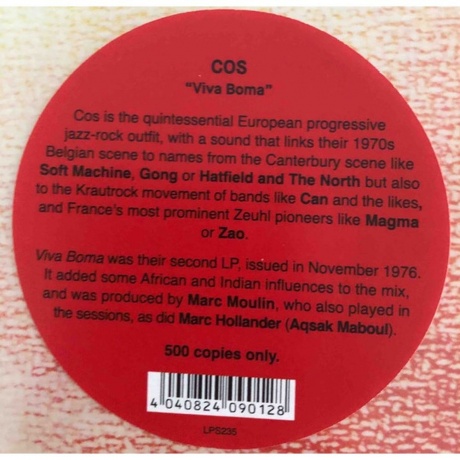 COS
"Viva Boma"
Cos is the quintessential European progressive
jazz-rock outfit, with a sound that links their 1970s
Belgian scene to names from the Canterbury scene like
Soft Machine, Gong or Hatfield and The North but also
to the Krautrock movement of bands like Can and the likes,
and France's most prominent Zeuhl pioneers like Magma
or Zao.
Viva Boma was their second LP, issued in November 1976.
It added some African and Indian influences to the mix,
and was produced by Marc Moulin, who also played in
the sessions, as did Marc Hollander (Aqsak Maboul).
500 copies only.
4 040824 090128
LPS235